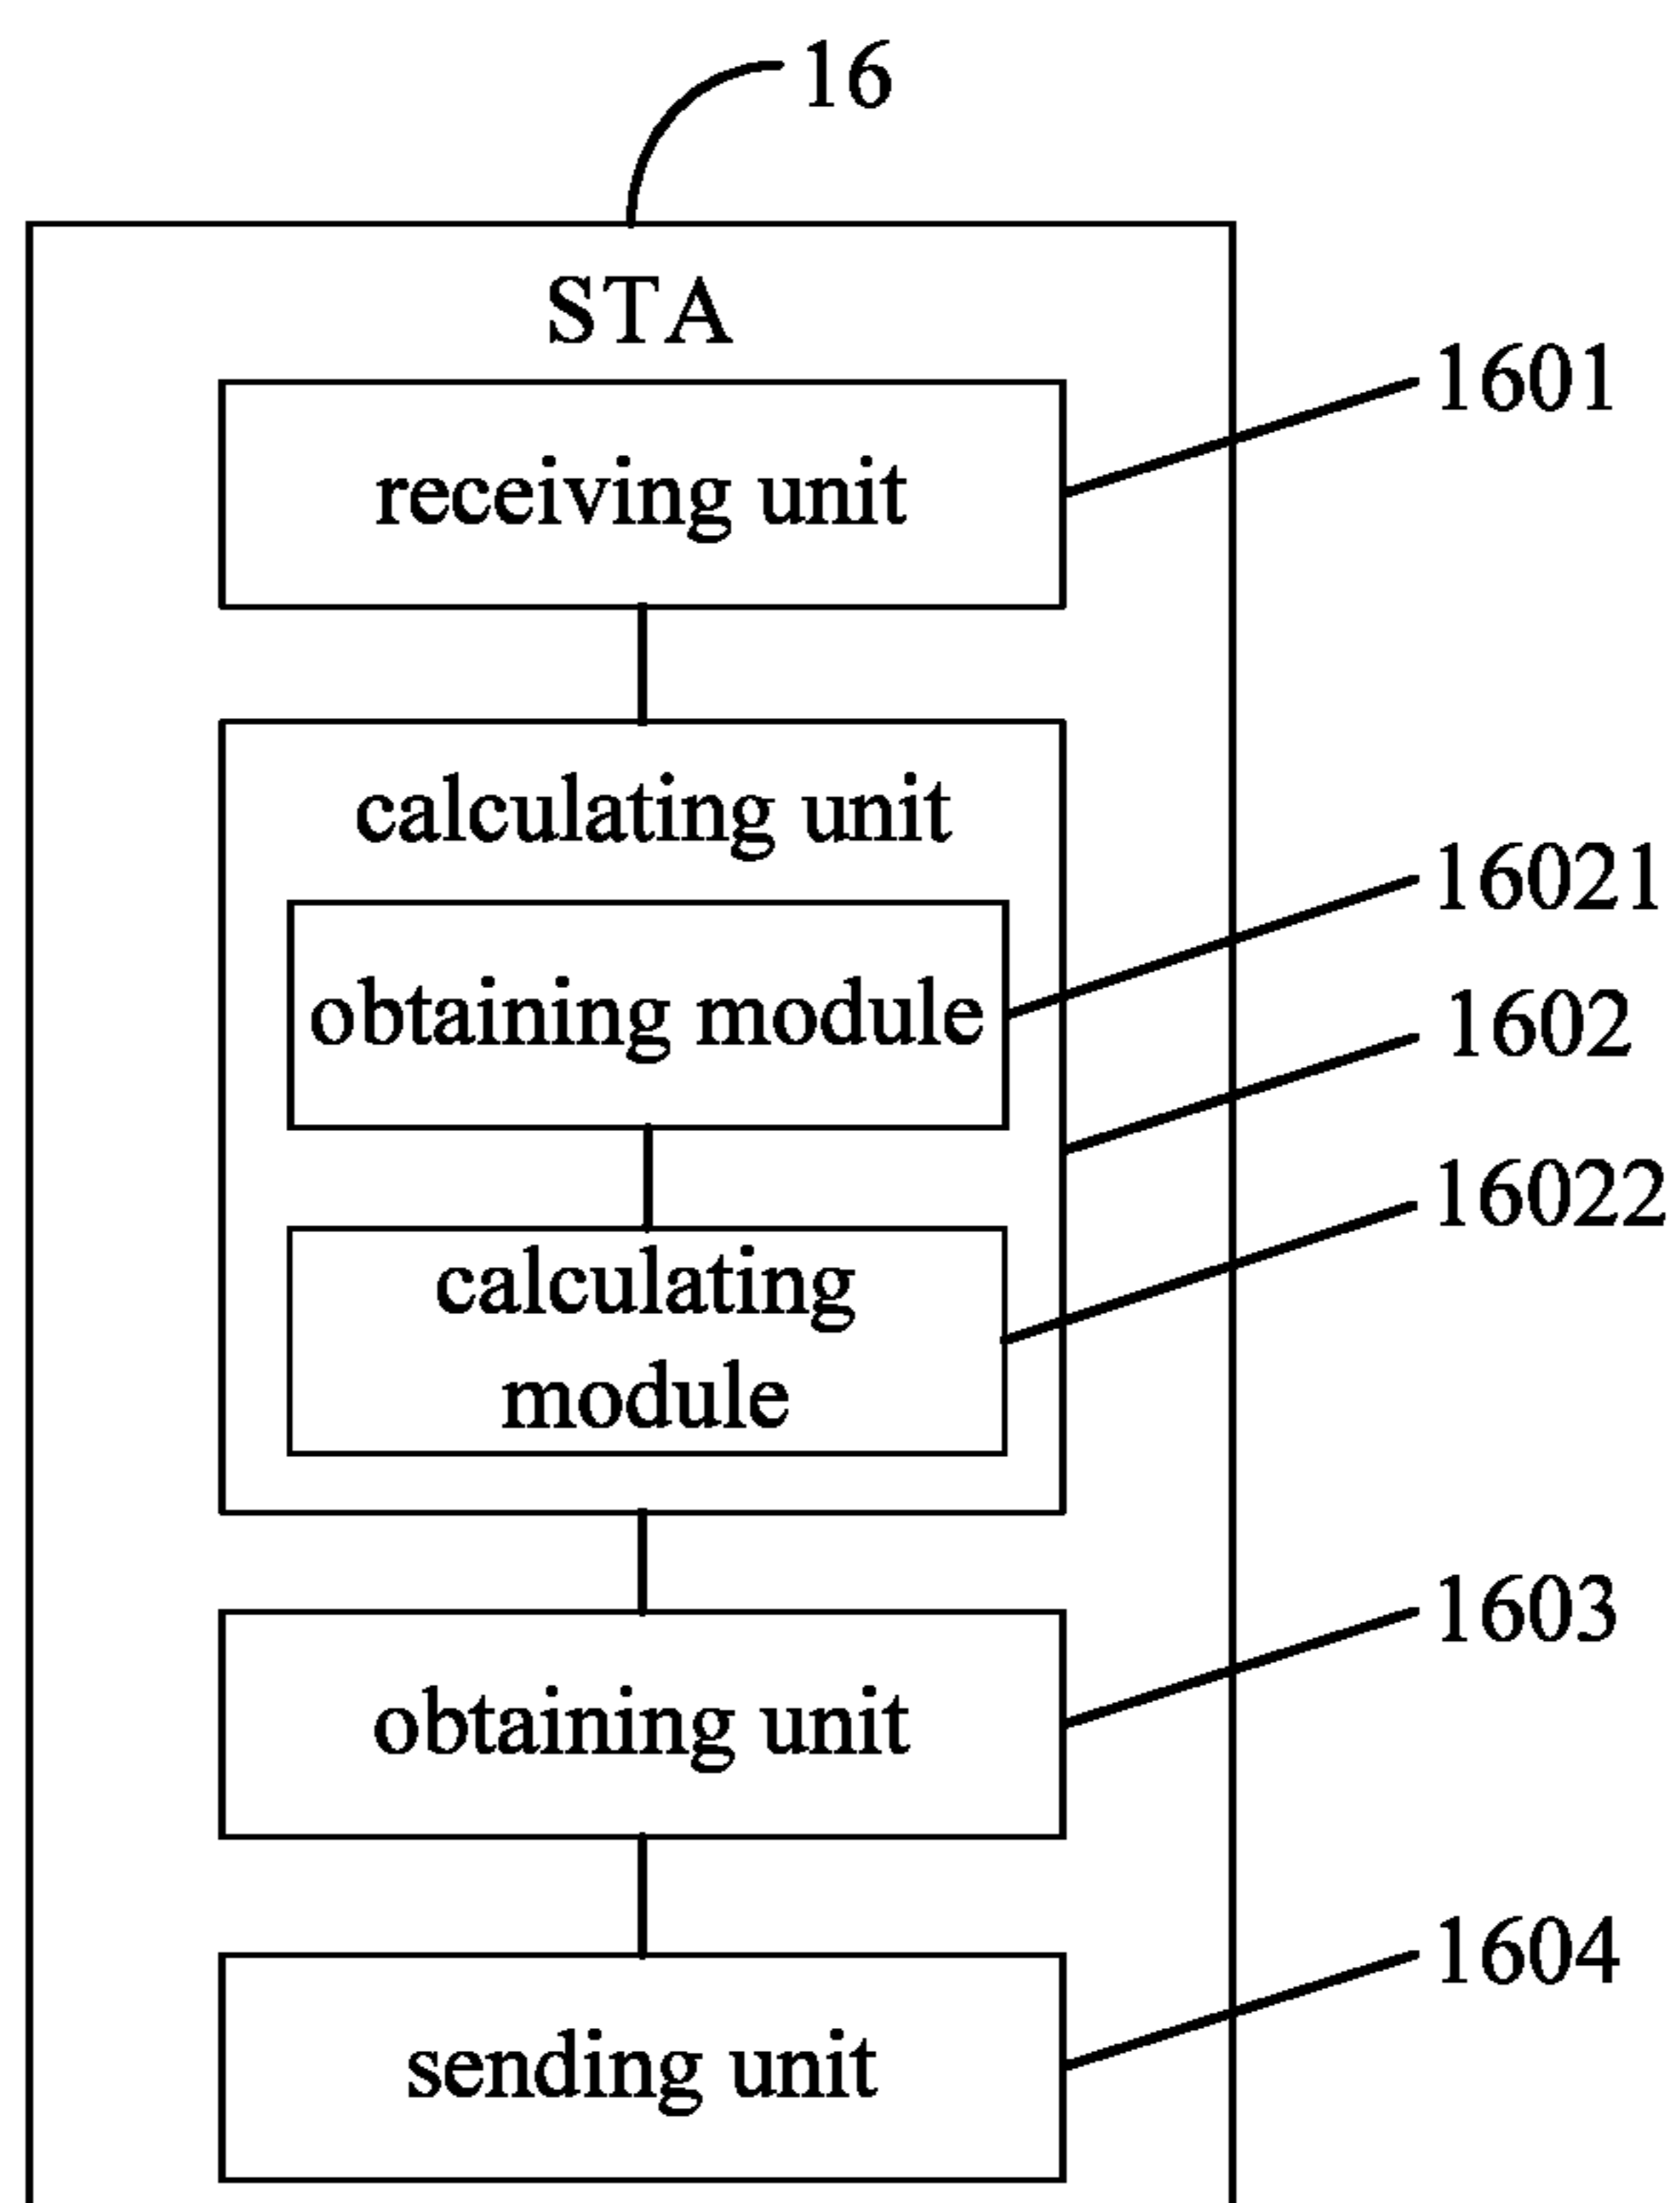 16
STA
1601
receiving unit
calculating unit
16021
obtaining module
1602
16022
calculating
module
1603
obtaining unit
1604
sending unit